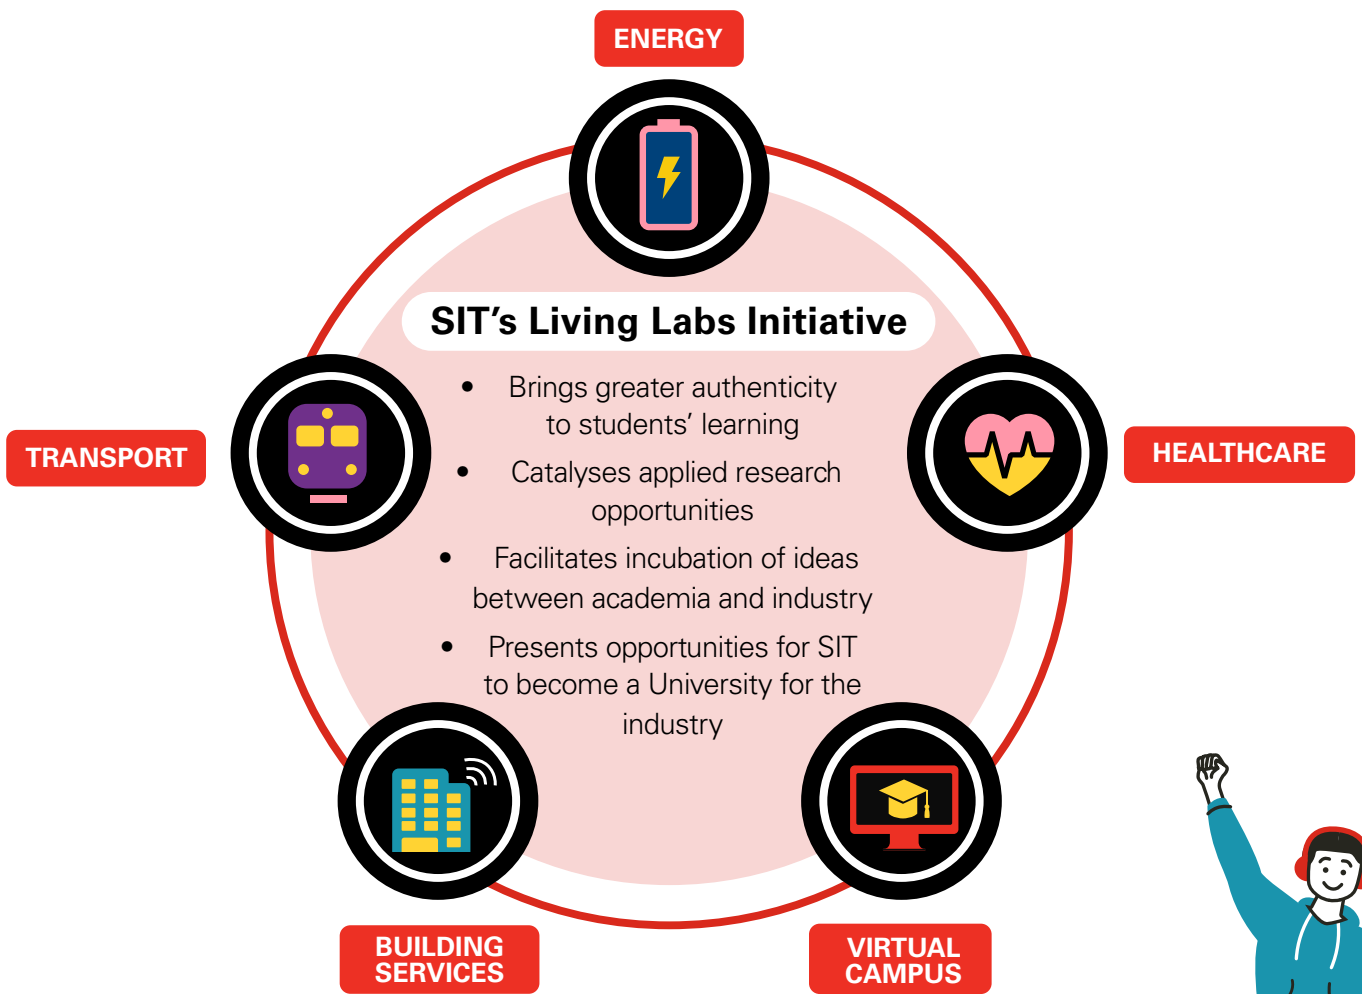 ENERGY
SIT’s Living Labs Initiative
• Brings greater authenticity
to students’ learning
• Catalyses applied research
opportunities
• Facilitates incubation of ideas
between academia and industry
• Presents opportunities for SIT
to become a University for the
industry
TRANSPORT
HEALTHCARE
BUILDING
SERVICES
VIRTUAL
CAMPUS